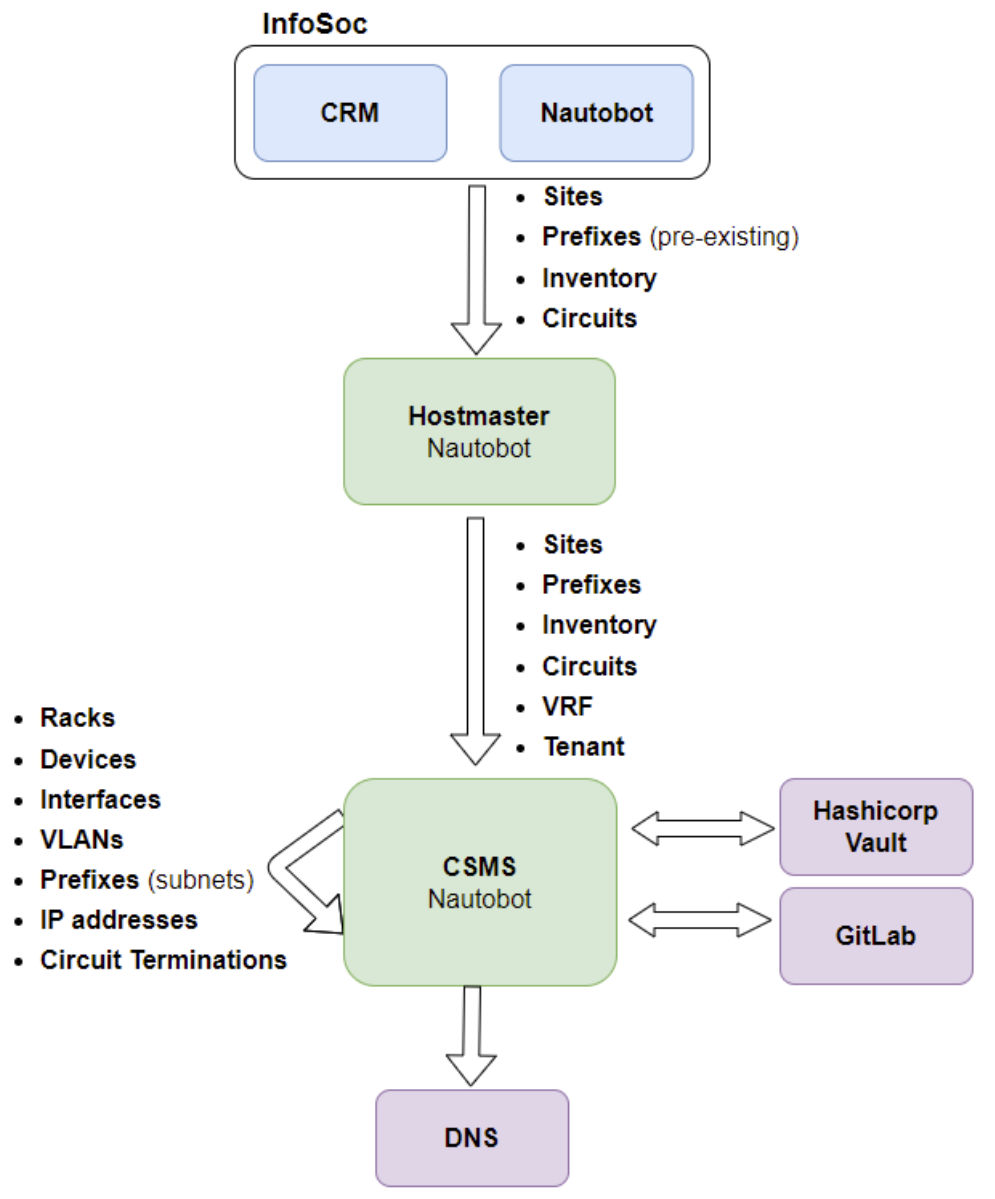 InfoSoc
CRM
Nautobot
• Sites
• Prefixes (pre-existing)
• Inventory
• Circuits
Hostmaster
Nautobot
• Sites
• Prefixes
• Inventory
• Circuits
• VRF
• Tenant
• Racks
• Devices
• Interfaces
• VLANs
• Prefixes (subnets)
• IP addresses
• Circuit Terminations
CSMS
Nautobot
Hashicorp
Vault
GitLab
DNS